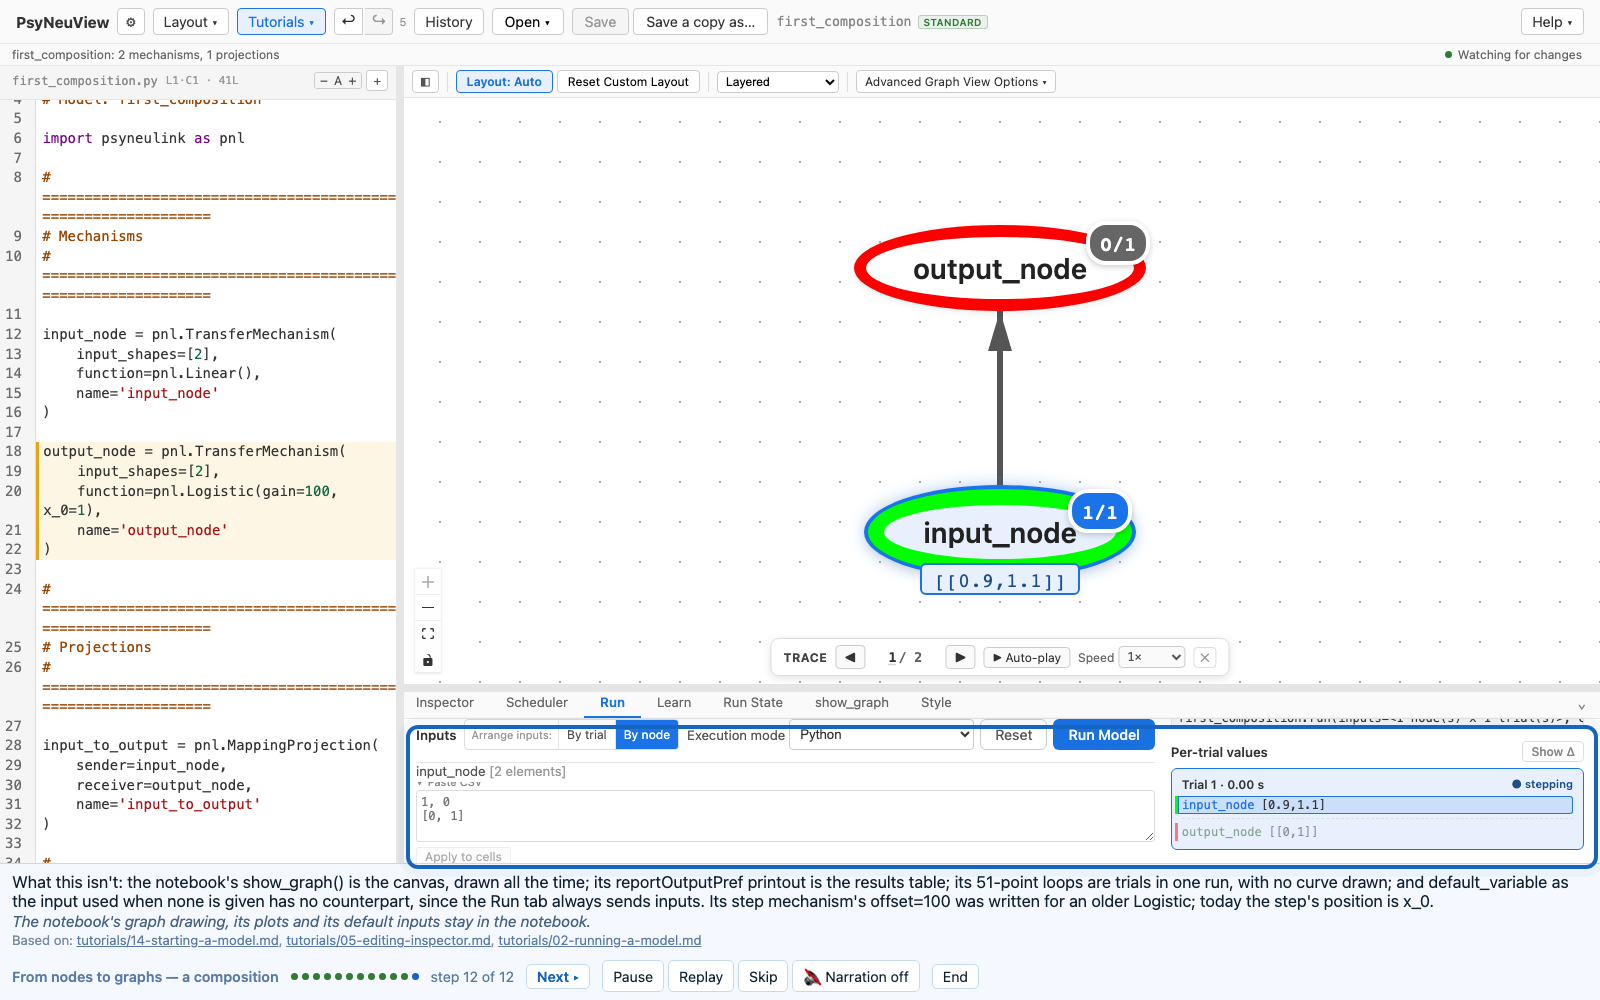 PsyNeuView ⚙ Layout ▾ Tutorials ▾ ↩ ↪ 5 History Open ▾ Save Save a copy as... first_composition STANDARD Help ▾
first_composition: 2 mechanisms, 1 projections
Watching for changes
first_composition.py L1·C1 · 41L − A + +
Layout: Auto Reset Custom Layout Layered Advanced Graph View Options ▾
4 # Model: first_composition
5
6 import psyneulink as pnl
7
8 #
==========================================
====================
9 # Mechanisms
10 #
==========================================
====================
11
12 input_node = pnl.TransferMechanism(
13 input_shapes=[2],
14 function=pnl.Linear(),
15 name='input_node'
16 )
17
18 output_node = pnl.TransferMechanism(
19 input_shapes=[2],
20 function=pnl.Logistic(gain=100,
x_0=1),
21 name='output_node'
22 )
23
24 #
==========================================
====================
25 # Projections
26 #
==========================================
====================
27
28 input_to_output = pnl.MappingProjection(
29 sender=input_node,
30 receiver=output_node,
31 name='input_to_output'
32 )
33
34 #
0/1
output_node
1/1
input_node
[[0.9,1.1]]
TRACE ◀ 1 / 2 ▶ ▶ Auto-play Speed 1× ✕
Inspector Scheduler Run Learn Run State show_graph Style
Inputs Arrange inputs: By trial By node Execution mode Python Reset Run Model
input_node [2 elements]
▾ Paste CSV
1, 0
[0, 1]
Apply to cells
first_composition.run(inputs=<1 node(s) x 1 trial(s)>,
Per-trial values Show Δ
Trial 1 · 0.00 s stepping
input_node [0.9,1.1]
output_node [[0,1]]
What this isn't: the notebook's show_graph() is the canvas, drawn all the time; its reportOutputPref printout is the results table; its 51-point loops are trials in one run, with no curve drawn; and default_variable as
the input used when none is given has no counterpart, since the Run tab always sends inputs. Its step mechanism's offset=100 was written for an older Logistic; today the step's position is x_0.
The notebook's graph drawing, its plots and its default inputs stay in the notebook.
Based on: tutorials/14-starting-a-model.md, tutorials/05-editing-inspector.md, tutorials/02-running-a-model.md
From nodes to graphs — a composition step 12 of 12 Next ▸ Pause Replay Skip Narration off End